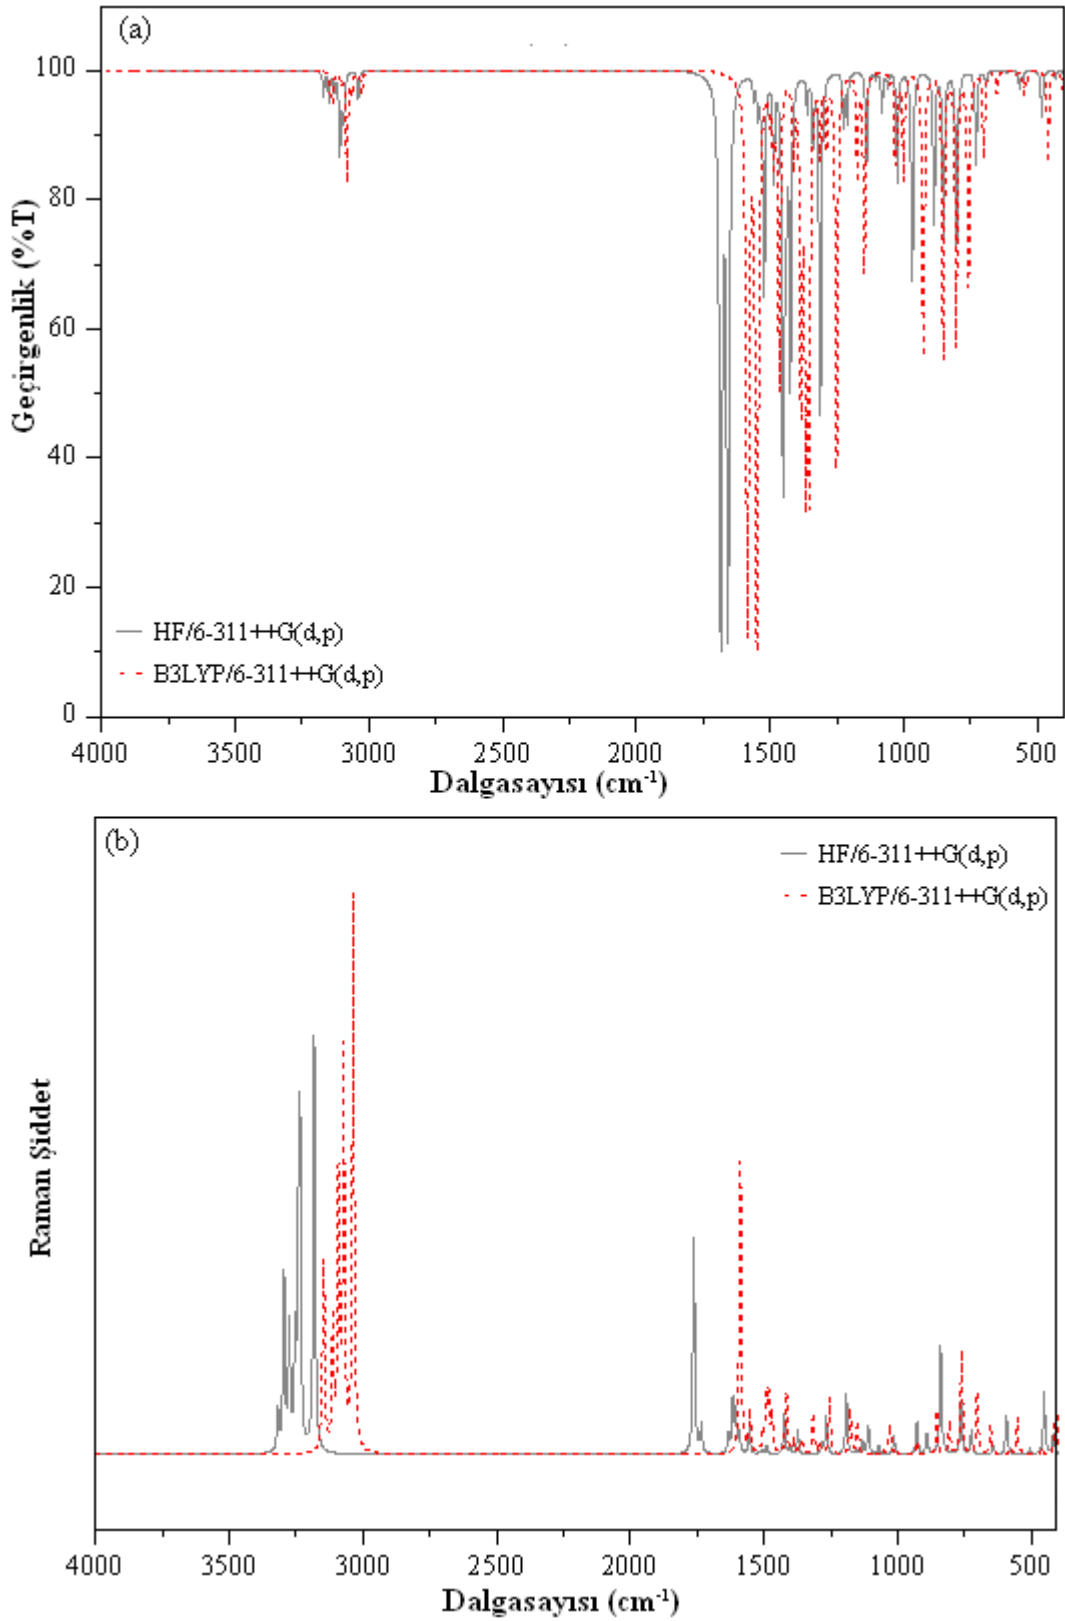 (a)
100
80
60
40
20
0
Geçirgenlik (%T)
HF/6-311++G(d,p)
B3LYP/6-311++G(d,p)
4000 3500 3000 2500 2000 1500 1000 500
Dalgasayısı (cm⁻¹)
(b)
HF/6-311++G(d,p)
B3LYP/6-311++G(d,p)
Raman Şiddet
4000 3500 3000 2500 2000 1500 1000 500
Dalgasayısı (cm⁻¹)